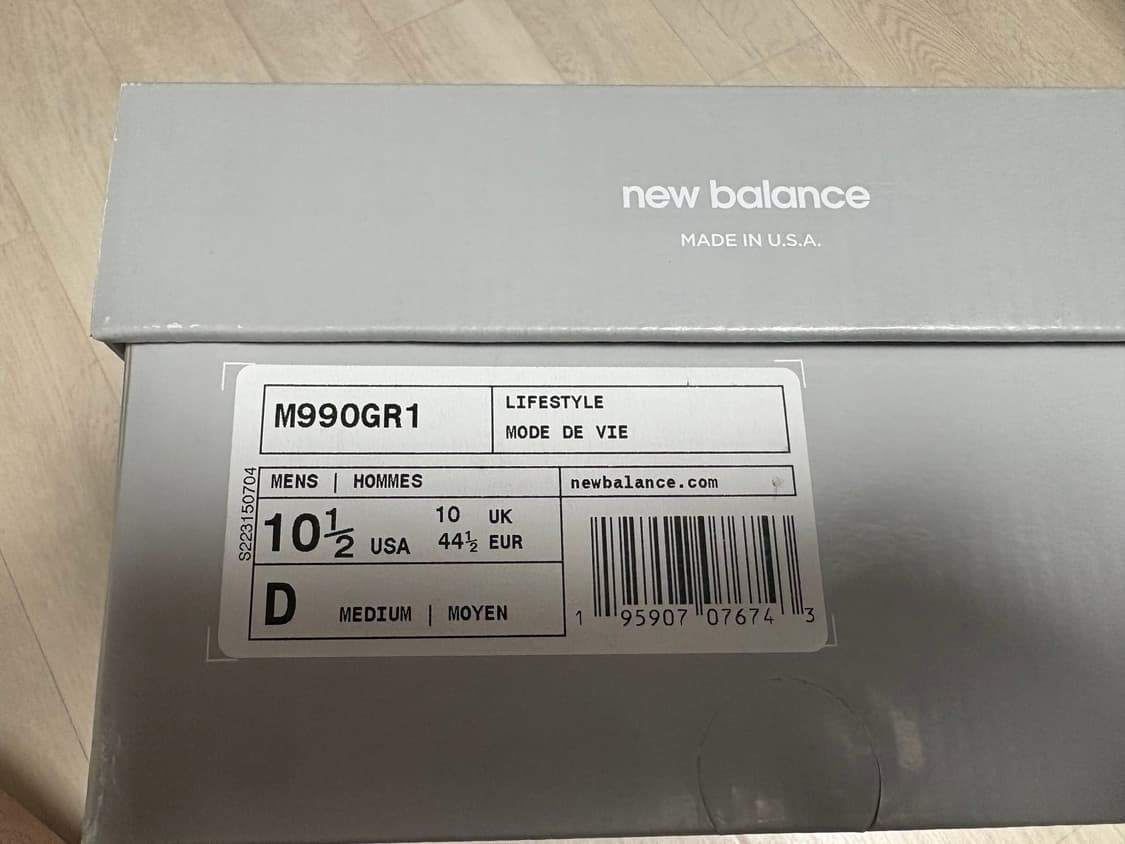 new balance
MADE IN U.S.A.
M990GR1
LIFESTYLE
MODE DE VIE
S223150704
MENS | HOMMES
newbalance.com
10½ USA
10 UK
44½ EUR
D MEDIUM | MOYEN
1 95907 07674 3